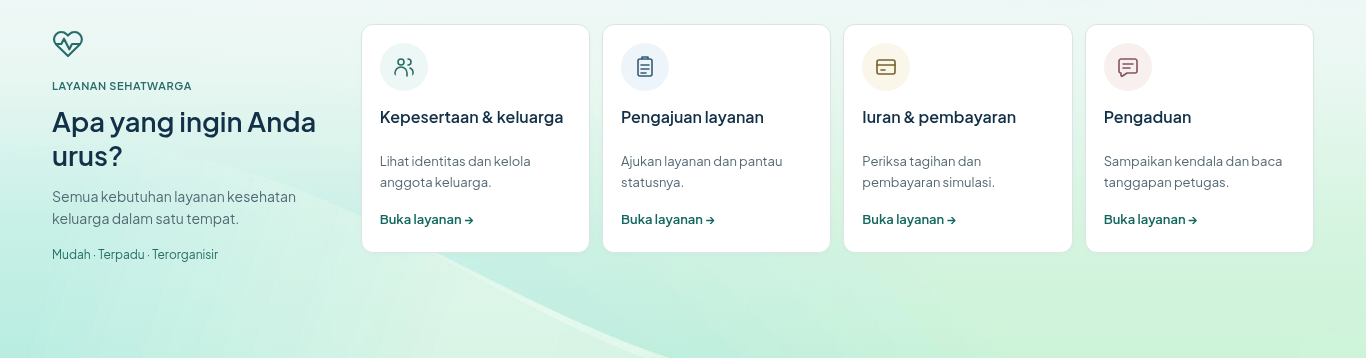 LAYANAN SEHATWARGA
Apa yang ingin Anda
urus?
Semua kebutuhan layanan kesehatan
keluarga dalam satu tempat.
Mudah · Terpadu · Terorganisir
Kepesertaan & keluarga
Lihat identitas dan kelola
anggota keluarga.
Buka layanan →
Pengajuan layanan
Ajukan layanan dan pantau
statusnya.
Buka layanan →
Iuran & pembayaran
Periksa tagihan dan
pembayaran simulasi.
Buka layanan →
Pengaduan
Sampaikan kendala dan baca
tanggapan petugas.
Buka layanan →